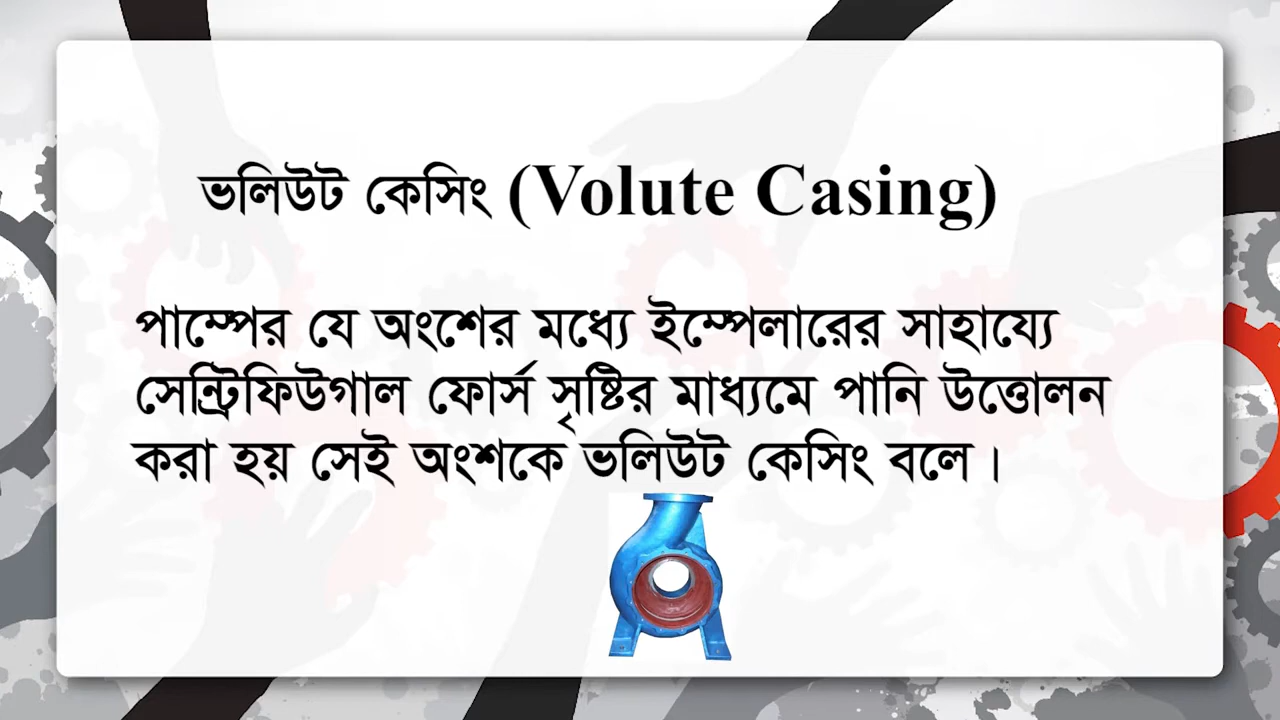 ভলিউট কেসিং (Volute Casing)
পাম্পের যে অংশের মধ্যে ইম্পেলারের সাহায্যে
সেন্ট্রিফিউগাল ফোর্স সৃষ্টির মাধ্যমে পানি উত্তোলন
করা হয় সেই অংশকে ভলিউট কেসিং বলে।